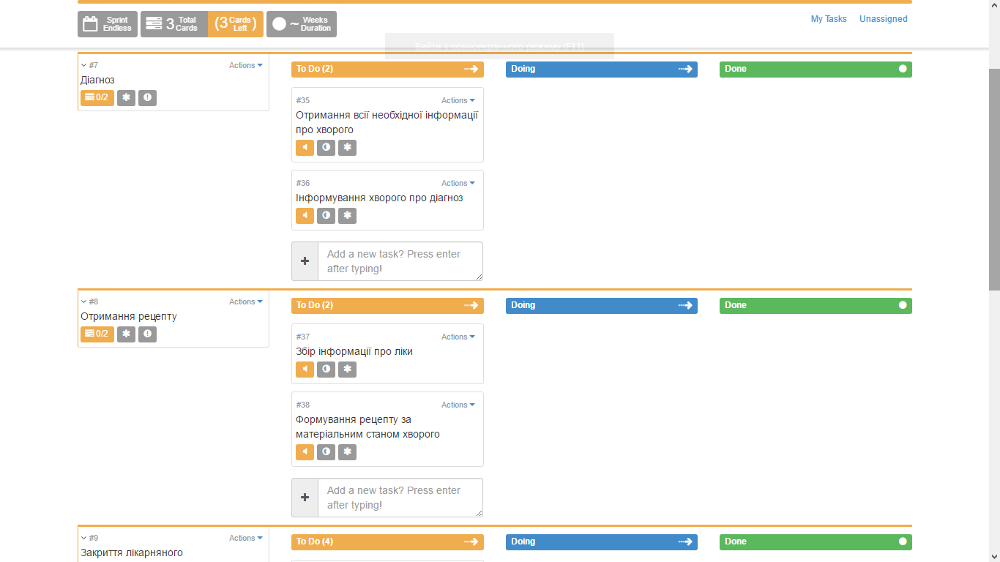 Sprint
Endless
3 Total
Cards
(3 Cards
Left)
~ Weeks
Duration
My Tasks Unassigned
Вийти з повноекранного режиму (F11)
#7 Actions
Діагноз
0/2
To Do (2)
Doing
Done
#35 Actions
Отримання всії необхідної інформації
про хворого
#36 Actions
Інформування хворого про діагноз
Add a new task? Press enter
after typing!
#8 Actions
Отримання рецепту
0/2
To Do (2)
Doing
Done
#37 Actions
Збір інформації про ліки
#38 Actions
Формування рецепту за
матеріальним станом хворого
Add a new task? Press enter
after typing!
#9 Actions
Закриття лікарняного
To Do (4)
Doing
Done